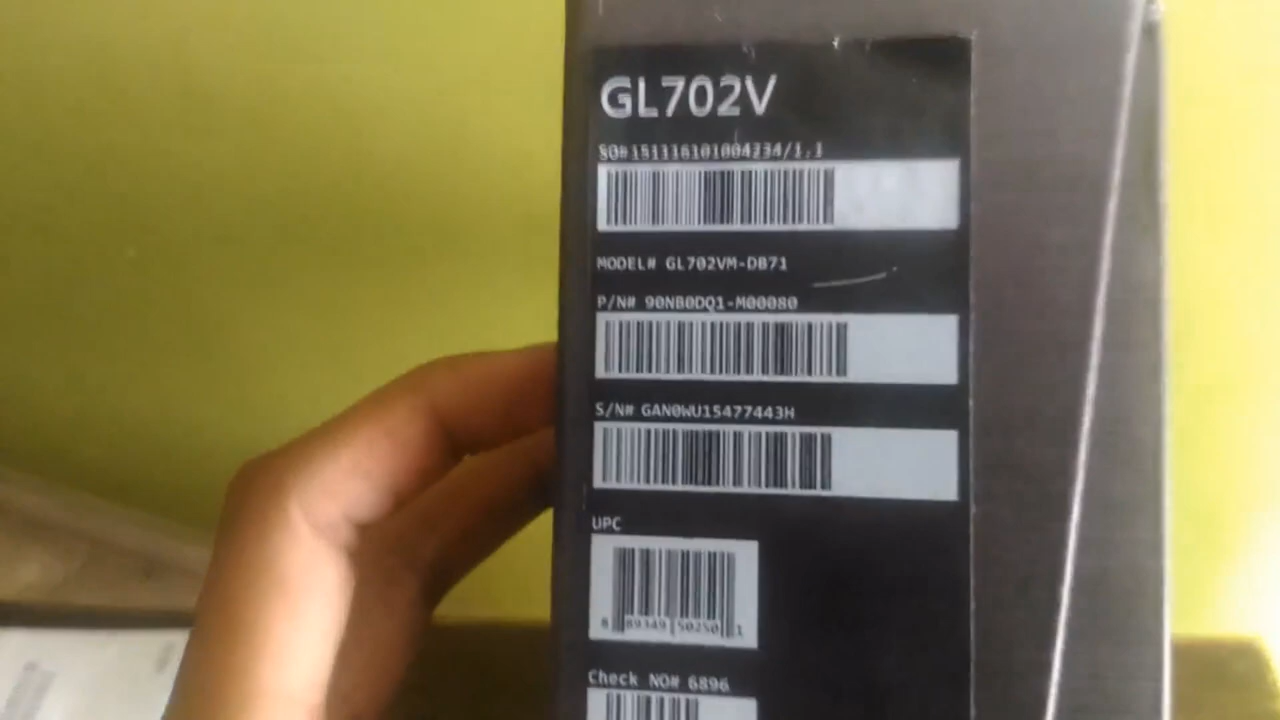 GL702V
SO#151116101004234/1.1
MODEL# GL702VM-DB71
P/N# 90NB0DQ1-M00080
S/N# GAN0WU15477443H
UPC
8 89349 50250 1
Check NO# 6896